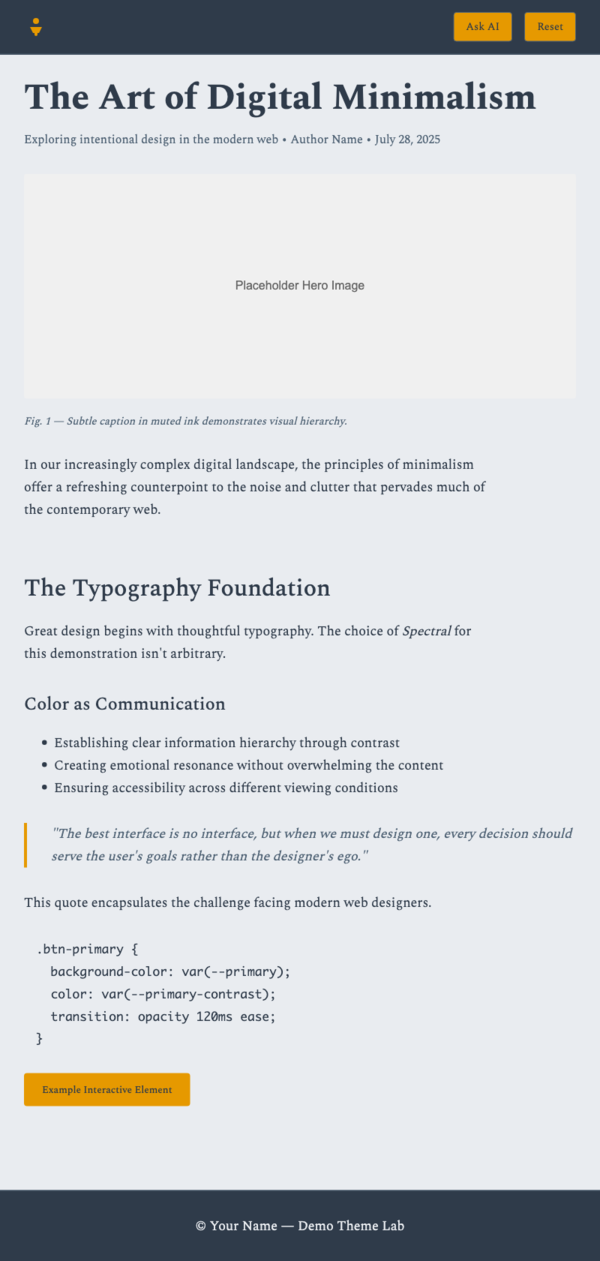 Ask AI
Reset
The Art of Digital Minimalism
Exploring intentional design in the modern web • Author Name • July 28, 2025
Placeholder Hero Image
Fig. 1 — Subtle caption in muted ink demonstrates visual hierarchy.
In our increasingly complex digital landscape, the principles of minimalism
offer a refreshing counterpoint to the noise and clutter that pervades much of
the contemporary web.
The Typography Foundation
Great design begins with thoughtful typography. The choice of Spectral for
this demonstration isn't arbitrary.
Color as Communication
• Establishing clear information hierarchy through contrast
• Creating emotional resonance without overwhelming the content
• Ensuring accessibility across different viewing conditions
"The best interface is no interface, but when we must design one, every decision should
serve the user's goals rather than the designer's ego."
This quote encapsulates the challenge facing modern web designers.
.btn-primary {
  background-color: var(--primary);
  color: var(--primary-contrast);
  transition: opacity 120ms ease;
}
Example Interactive Element
© Your Name — Demo Theme Lab